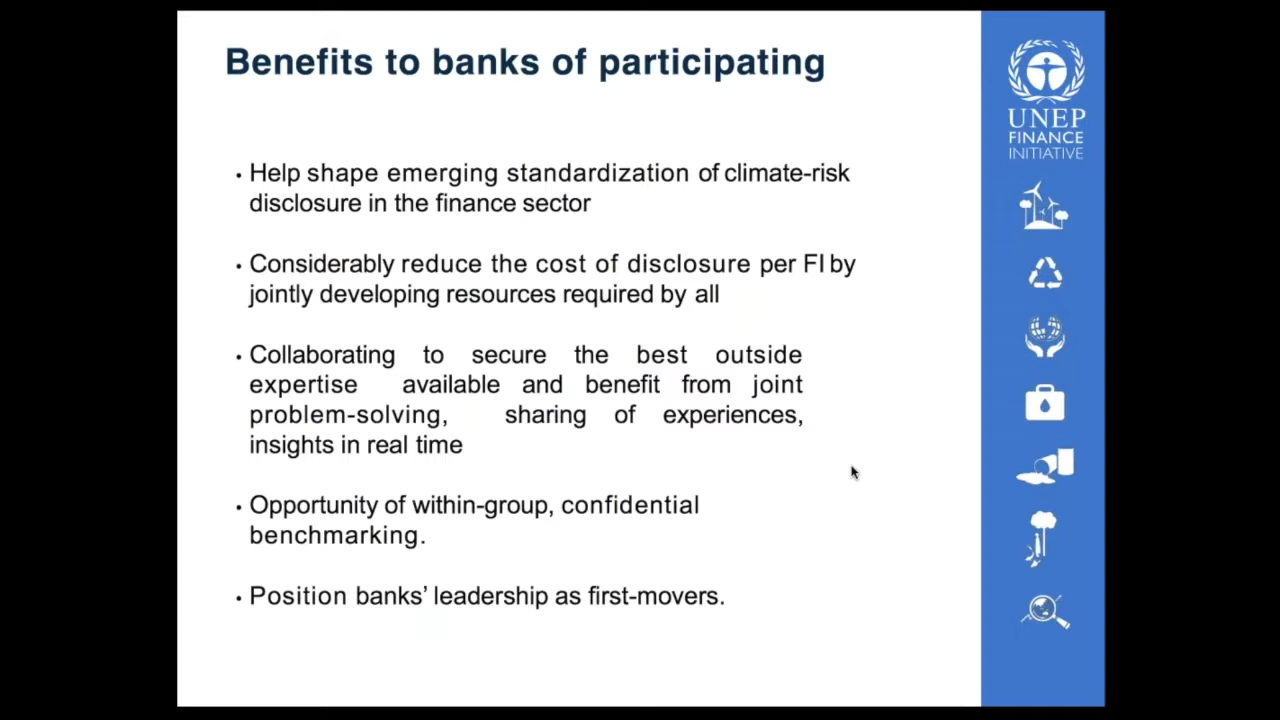 Benefits to banks of participating
• Help shape emerging standardization of climate-risk
disclosure in the finance sector
• Considerably reduce the cost of disclosure per FI by
jointly developing resources required by all
• Collaborating to secure the best outside
expertise available and benefit from joint
problem-solving, sharing of experiences,
insights in real time
• Opportunity of within-group, confidential
benchmarking.
• Position banks’ leadership as first-movers.
UNEP
FINANCE
INITIATIVE